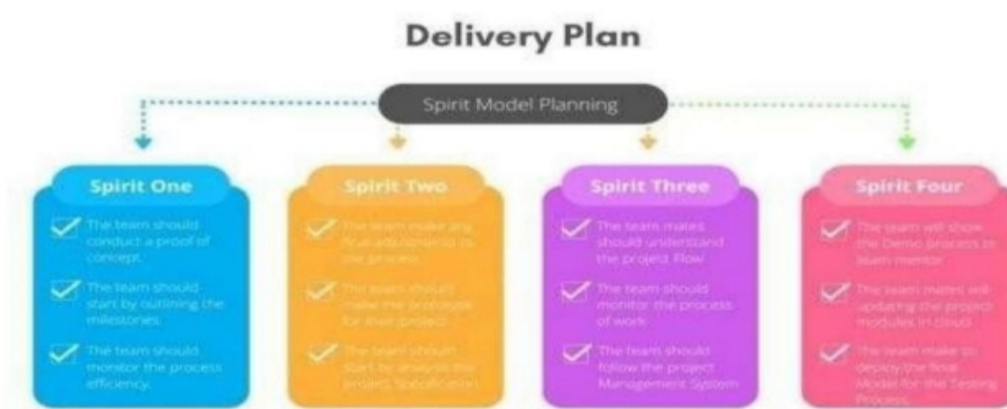 Delivery Plan
Spirit Model Planning
Spirit One
The team should
conduct a proof of
concept.
The team should
start by outlining the
milestones.
The team should
monitor the process
efficiency.
Spirit Two
The team make any
final adjustments to
the process
The team should
make the prototype
for their project
The team should
start by analysis the
project Specification
Spirit Three
The team mates
should understand
the project Flow
The team should
monitor the process
of work
The team should
follow the project
Management System
Spirit Four
The team will show
the Demo process to
team mentor
The team mates will
updating the project
modules in cloud
The team make to
deploy the final
Model for the Testing
Process.